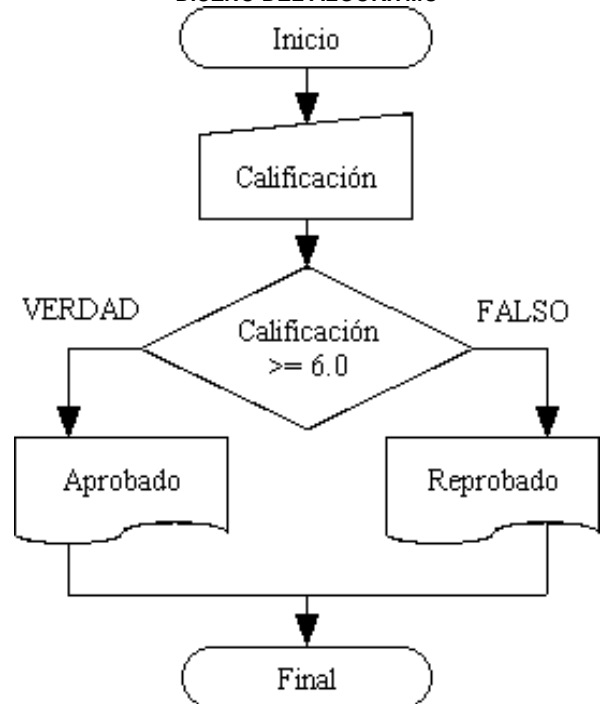 Inicio
Calificación
VERDAD
FALSO
Calificación
>= 6.0
Aprobado
Reprobado
Final